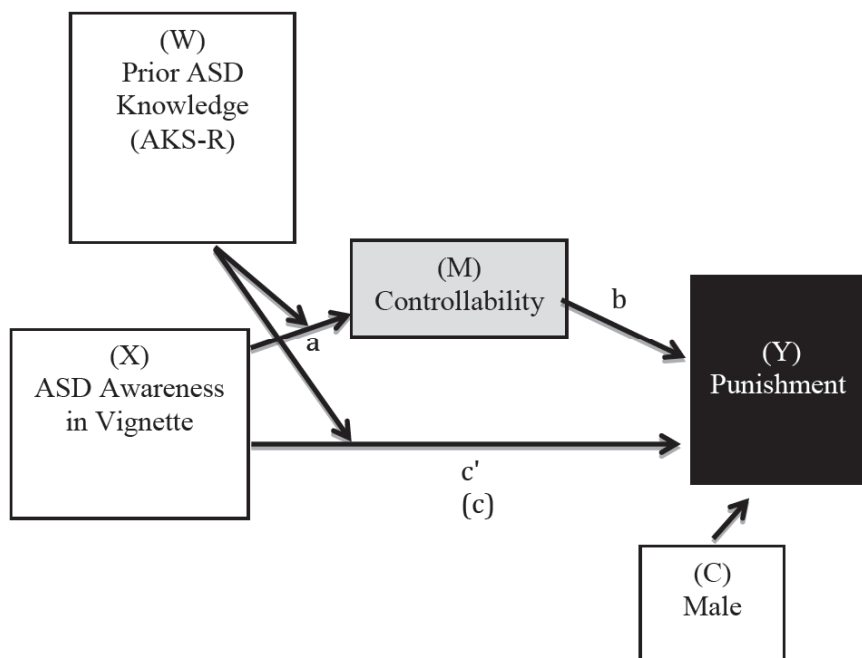 (W)
Prior ASD
Knowledge
(AKS-R)
(M)
Controllability
b
a
(X)
ASD Awareness
in Vignette
(Y)
Punishment
c'
(c)
(C)
Male